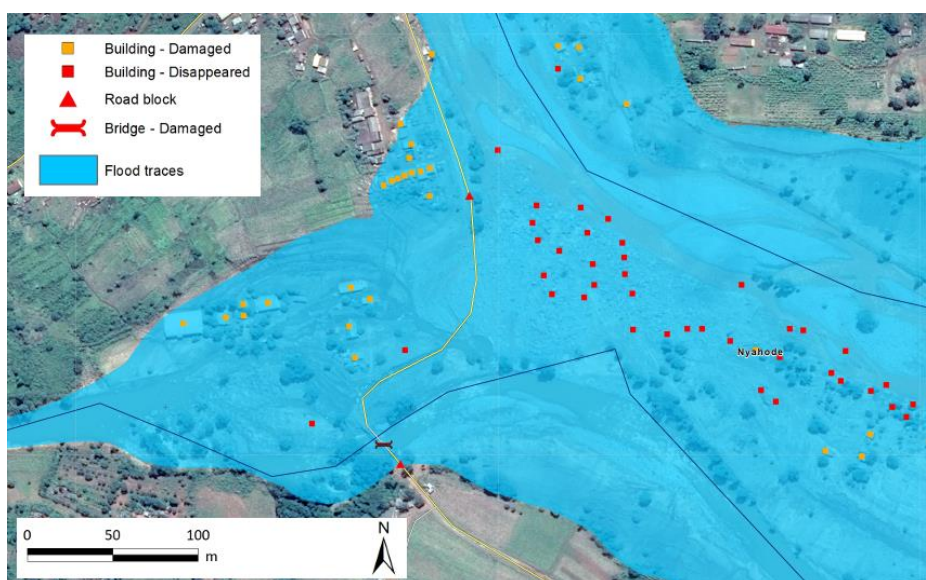 Building - Damaged
Building - Disappeared
Road block
Bridge - Damaged
Flood traces
Nyahode
0 50 100
m
N